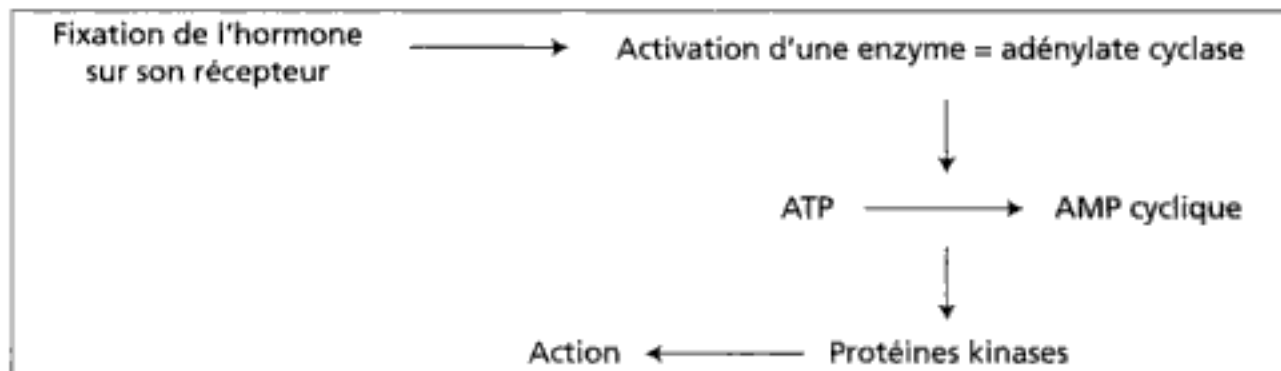 Fixation de l'hormone
sur son récepteur
Activation d'une enzyme = adénylate cyclase
ATP
AMP cyclique
Protéines kinases
Action